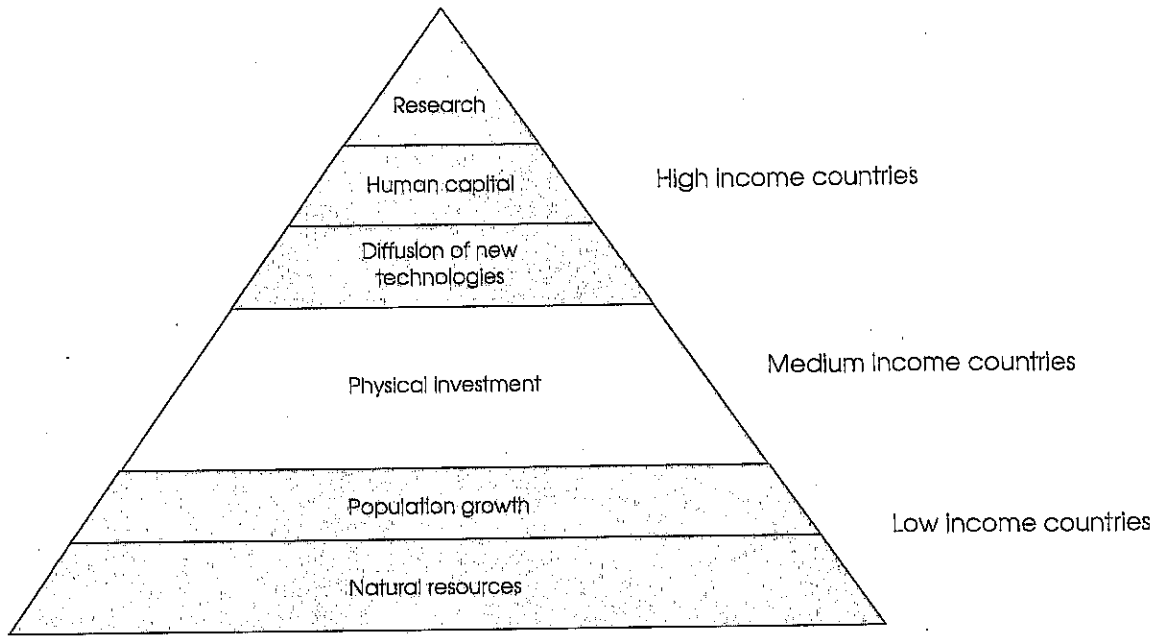 Research
Human capital
High income countries
Diffusion of new
technologies
Medium income countries
Physical investment
Population growth
Low income countries
Natural resources